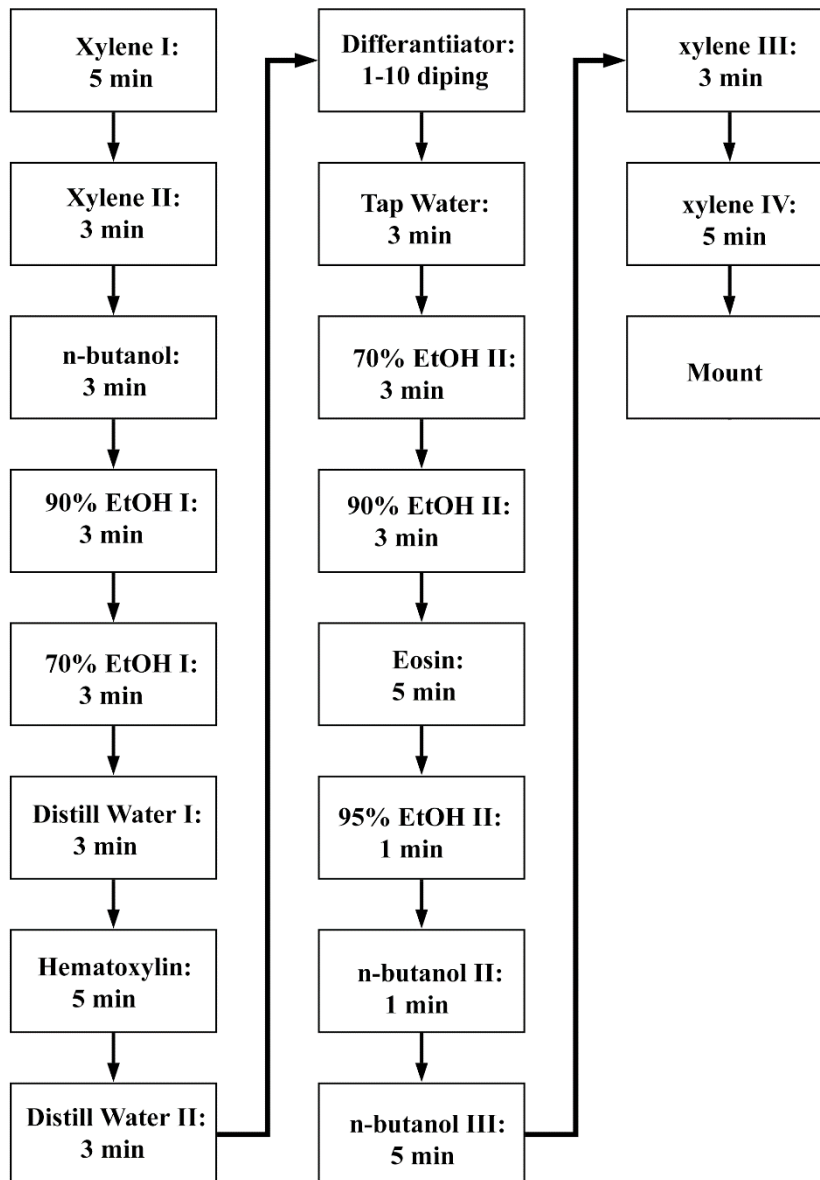 Xylene I:
5 min
Xylene II:
3 min
n-butanol:
3 min
90% EtOH I:
3 min
70% EtOH I:
3 min
Distill Water I:
3 min
Hematoxylin:
5 min
Distill Water II:
3 min
Differantiiator:
1-10 diping
Tap Water:
3 min
70% EtOH II:
3 min
90% EtOH II:
3 min
Eosin:
5 min
95% EtOH II:
1 min
n-butanol II:
1 min
n-butanol III:
5 min
xylene III:
3 min
xylene IV:
5 min
Mount